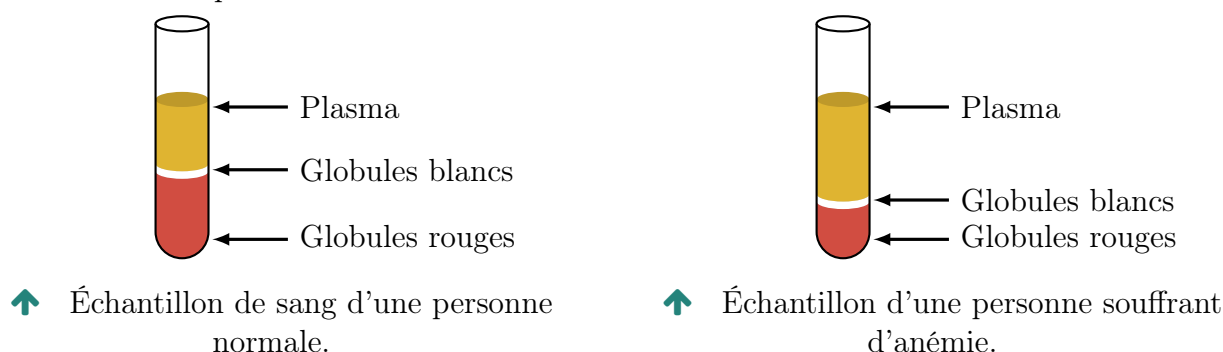 Plasma
Globules blancs
Globules rouges
Échantillon de sang d'une personne
normale.
Plasma
Globules blancs
Globules rouges
Échantillon d'une personne souffrant
d'anémie.